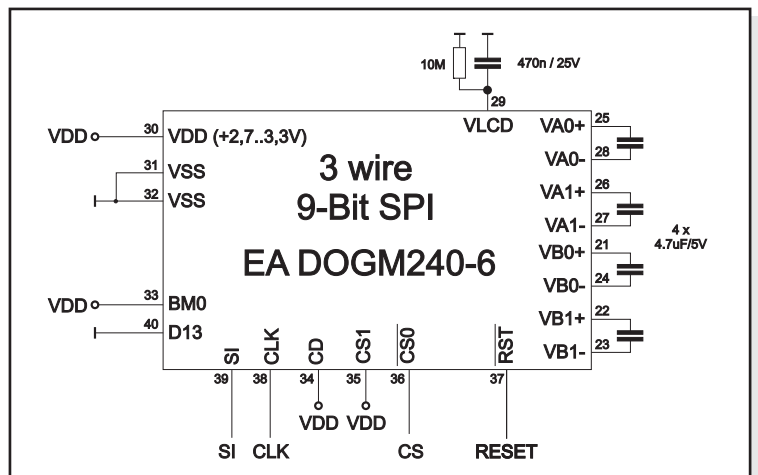 10M
470n / 25V
29
VLCD
VDD
30
VDD (+2,7..3,3V)
31
VSS
32
VSS
3 wire
9-Bit SPI
EA DOGM240-6
VA0+
25
VA0-
28
VA1+
26
VA1-
27
VB0+
21
VB0-
24
VB1+
22
VB1-
23
4 x
4.7uF/5V
VDD
33
BM0
40
D13
SI
CLK
CD
CS1
CS0
RST
39
38
34
35
36
37
VDD
VDD
SI
CLK
CS
RESET